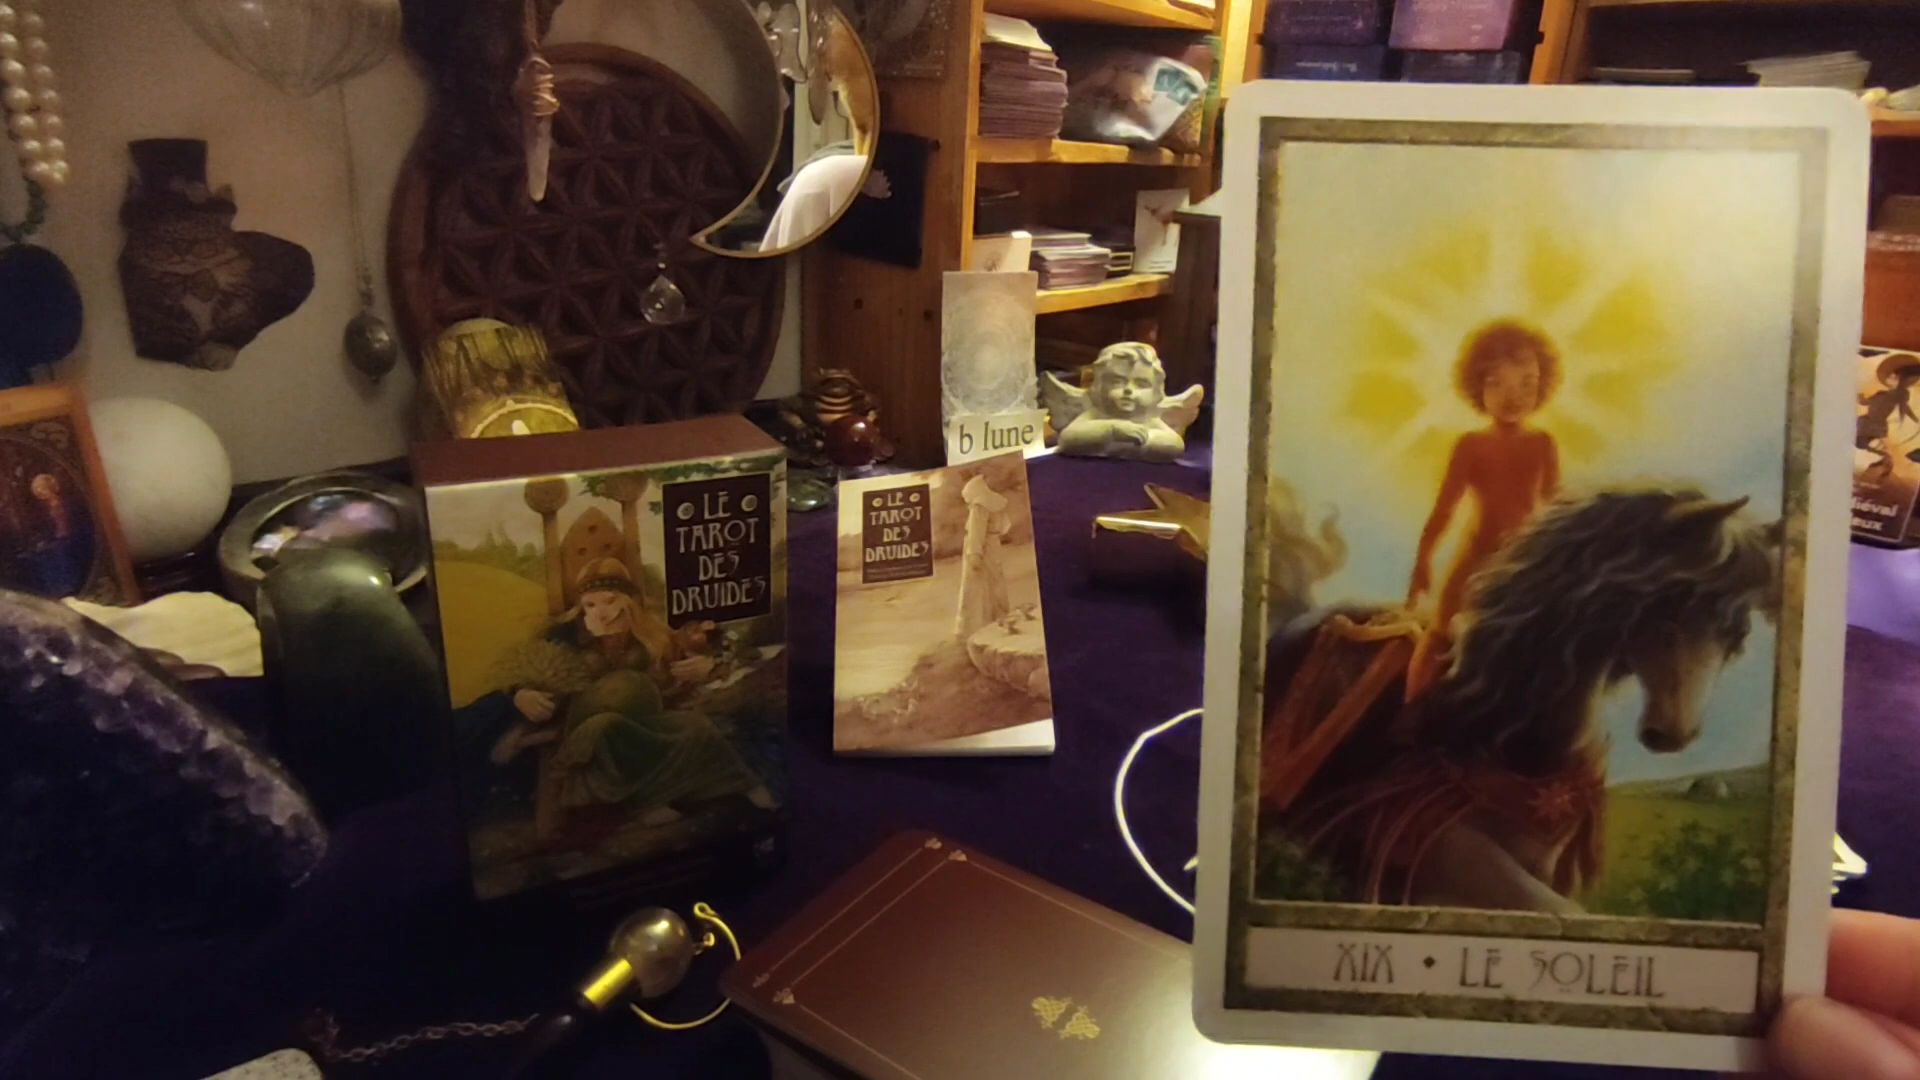 b lune
LE
TAROT
DES
DRUIDES
LE
TAROT
DES
DRUIDES
XIX • LE SOLEIL